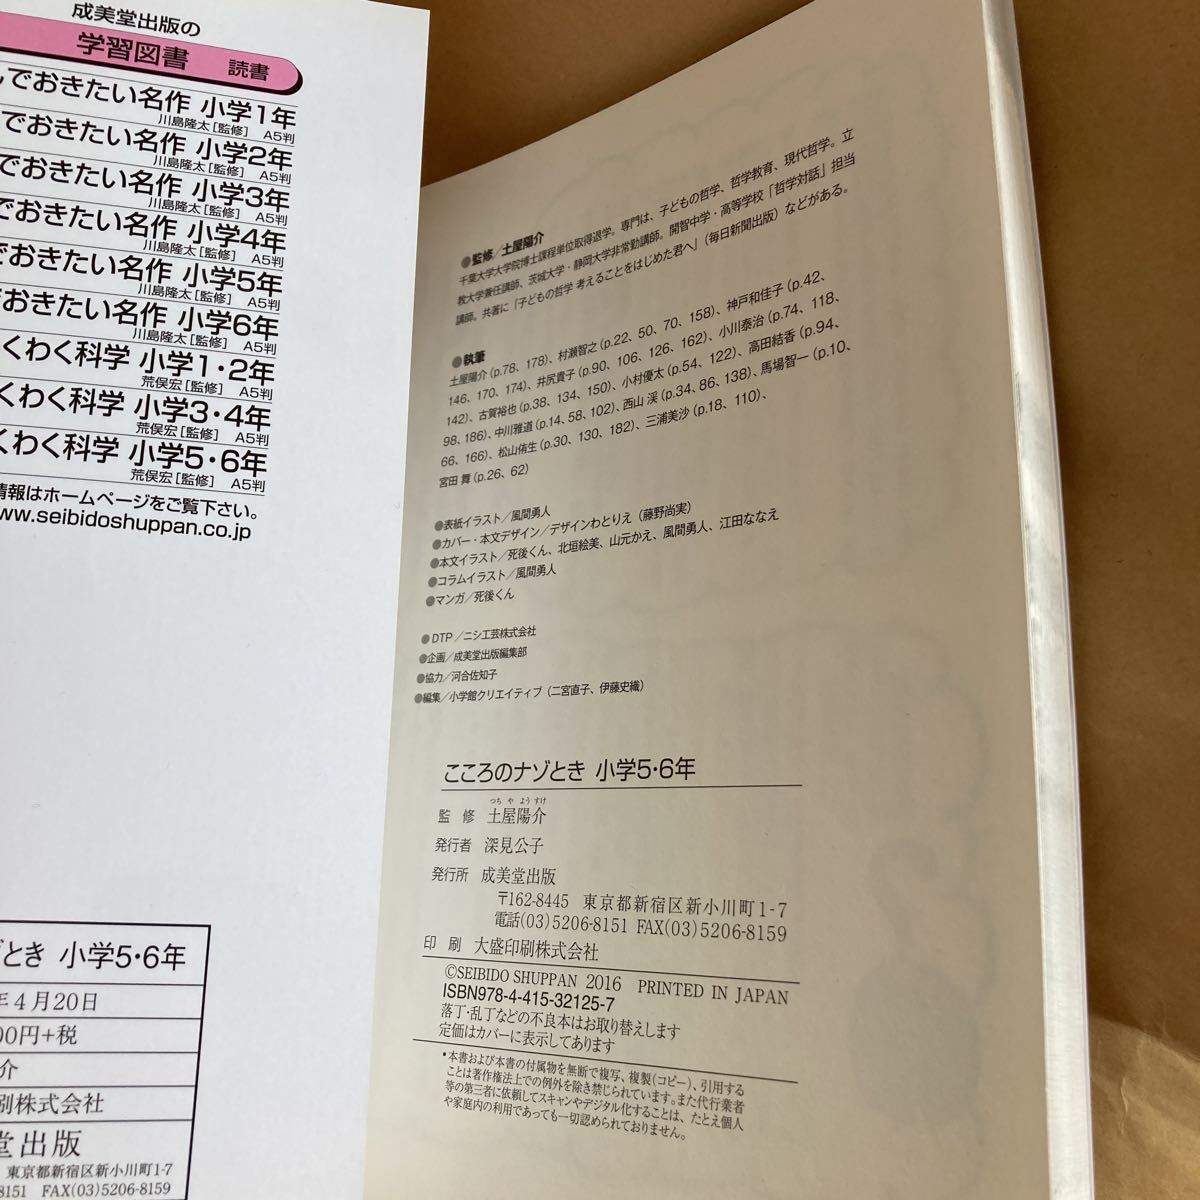 成美堂出版の
学習図書 読書
でおきたい名作 小学1年
川島隆太[監修] A5判
でおきたい名作 小学2年
川島隆太[監修] A5判
でおきたい名作 小学3年
川島隆太[監修] A5判
でおきたい名作 小学4年
川島隆太[監修] A5判
でおきたい名作 小学5年
川島隆太[監修] A5判
おきたい名作 小学6年
川島隆太[監修] A5判
くわく科学 小学1・2年
荒俣宏[監修] A5判
くわく科学 小学3・4年
荒俣宏[監修] A5判
くわく科学 小学5・6年
荒俣宏[監修] A5判
情報はホームページをご覧下さい。
www.seibidoshuppan.co.jp
とき 小学5・6年
年4月20日
00円+税
介
刷株式会社
堂出版
東京都新宿区新小川町1-7
8151 FAX(03)5206-8159
●監修/土屋陽介
千葉大学大学院博士課程単位取得退学。専門は、子どもの哲学、哲学教育、現代哲学。立
教大学兼任講師、茨城大学・静岡大学非常勤講師。開智中学・高等学校「哲学対話」担当
講師。共著に「子どもの哲学 考えることをはじめた君へ」(毎日新聞出版)などがある。
●執筆
土屋陽介(p.78、178)、村瀬智之(p.22、50、70、158)、神戸和佳子(p.42、
146、170、174)、井尻貴子(p.90、106、126、162)、小川泰治(p.74、118、
142)、古賀裕也(p.38、134、150)、小村優太(p.54、122)、高田結香(p.94、
98、186)、中川雅道(p.14、58、102)、西山 渓(p.34、86、138)、馬場智一(p.10、
66、166)、松山侑生(p.30、130、182)、三浦美沙(p.18、110)、
宮田 舞(p.26、62)
●表紙イラスト/風間勇人
●カバー・本文デザイン/デザインわとりえ(藤野尚実)
●本文イラスト/死後くん、北垣絵美、山元かえ、風間勇人、江田ななえ
●コラムイラスト/風間勇人
●マンガ/死後くん
●DTP/ニシ工芸株式会社
●企画/成美堂出版編集部
●協力/河合佐知子
●編集/小学館クリエイティブ(二宮直子、伊藤史織)
こころのナゾとき 小学5・6年
つち や よう すけ
監 修 土屋陽介
発行者 深見公子
発行所 成美堂出版
〒162-8445 東京都新宿区新小川町1-7
電話(03)5206-8151 FAX(03)5206-8159
印 刷 大盛印刷株式会社
©SEIBIDO SHUPPAN 2016 PRINTED IN JAPAN
ISBN978-4-415-32125-7
落丁・乱丁などの不良本はお取り替えします
定価はカバーに表示してあります
•本書および本書の付属物を無断で複写、複製(コピー)、引用する
ことは著作権法上での例外を除き禁じられています。また代行業者
等の第三者に依頼してスキャンやデジタル化することは、たとえ個人
や家庭内の利用であっても一切認められておりません。